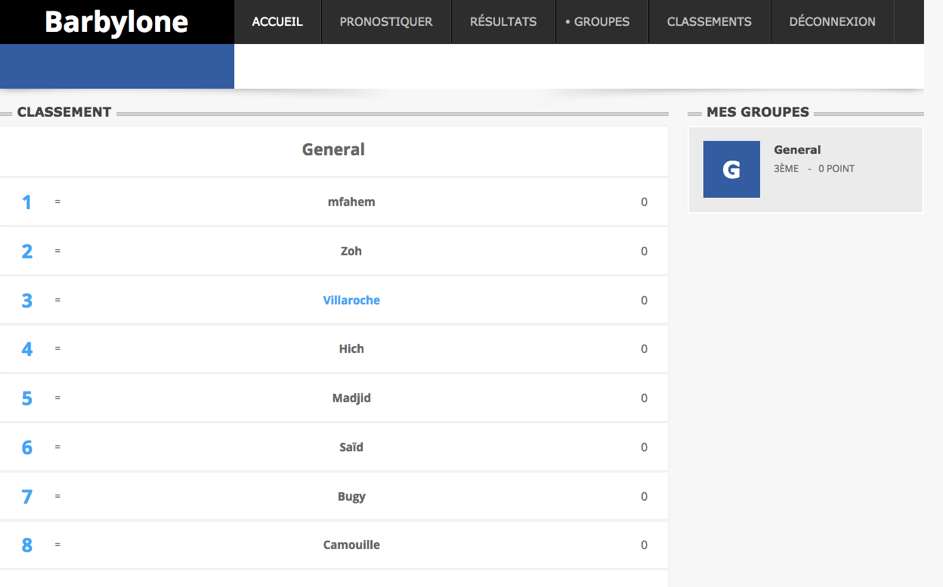 Barbylone ACCUEIL PRONOSTIQUER RÉSULTATS • GROUPES CLASSEMENTS DÉCONNEXION
CLASSEMENT
General
1 = mfahem 0
2 = Zoh 0
3 = Villaroche 0
4 = Hich 0
5 = Madjid 0
6 = Saïd 0
7 = Bugy 0
8 = Camouille 0
MES GROUPES
G
General
3ÈME - 0 POINT